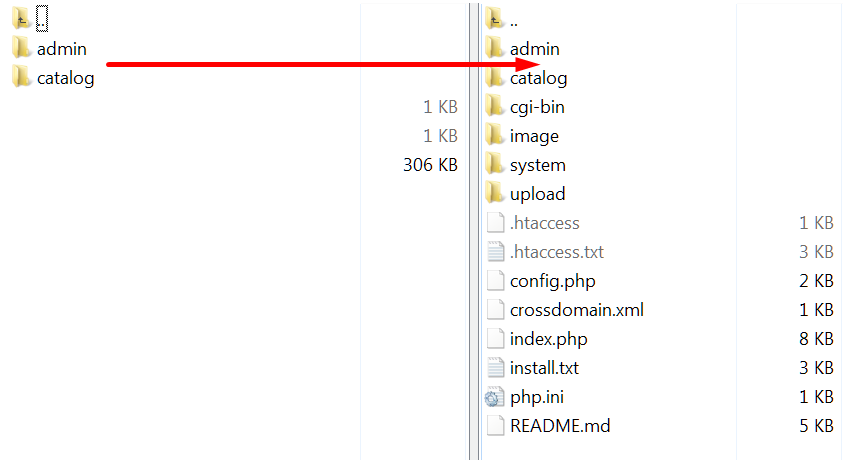 ..
admin
catalog
1 KB
1 KB
306 KB
..
admin
catalog
cgi-bin
image
system
upload
.htaccess 1 KB
.htaccess.txt 3 KB
config.php 2 KB
crossdomain.xml 1 KB
index.php 8 KB
install.txt 3 KB
php.ini 1 KB
README.md 5 KB